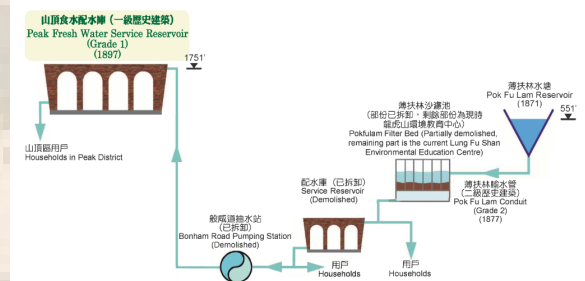 山頂食水配水庫 (一級歷史建築)
Peak Fresh Water Service Reservoir
(Grade 1)
(1897)
1751'
山頂區用戶
Households in Peak District
薄扶林水塘
Pok Fu Lam Reservoir
(1871)
551'
薄扶林沙濾池
(部份已拆卸，剩餘部份為現時
龍虎山環境教育中心)
Pokfulam Filter Bed (Partially demolished,
remaining part is the current Lung Fu Shan
Environmental Education Centre)
薄扶林輸水管
(二級歷史建築)
Pok Fu Lam Conduit
(Grade 2)
(1877)
配水庫 (已拆卸)
Service Reservoir
(Demolished)
般咸道抽水站
(已拆卸)
Bonham Road Pumping Station
(Demolished)
用戶
Households
用戶
Households